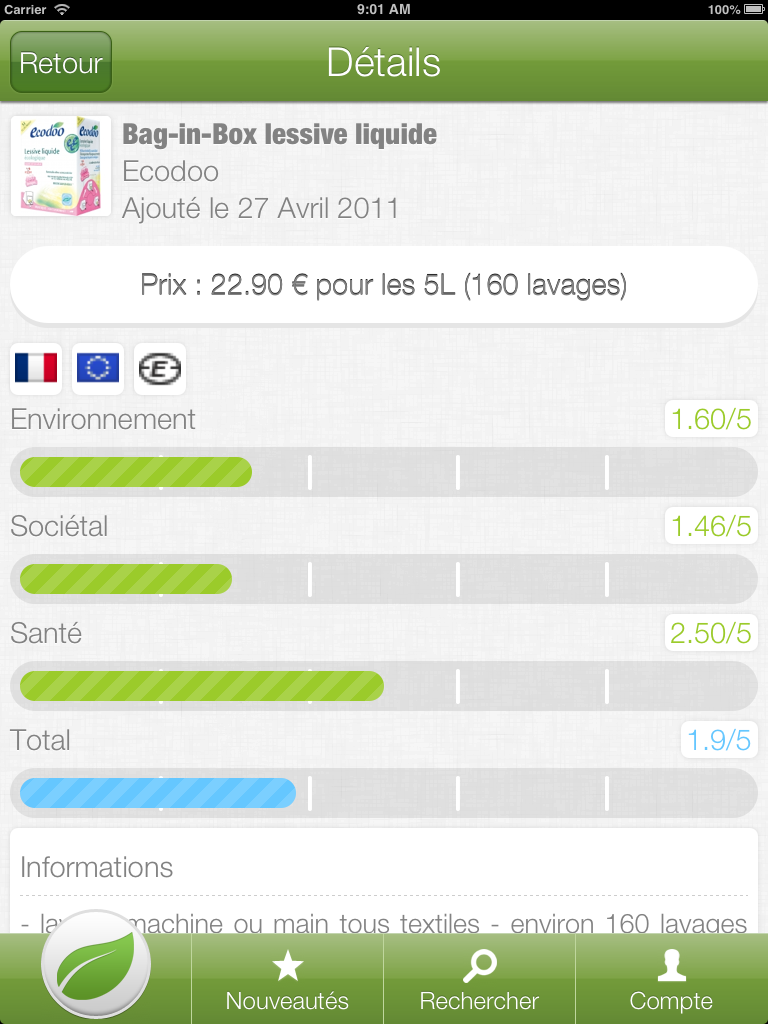 Carrier 9:01 AM 100%
Retour
Détails
ecodoo ecodoo
Lessive liquide
écologique
Bag-in-Box lessive liquide
Ecodoo
Ajouté le 27 Avril 2011
Prix : 22.90 € pour les 5L (160 lavages)
E
Environnement 1.60/5
Sociétal 1.46/5
Santé 2.50/5
Total 1.9/5
Informations
- machine ou main tous textiles - environ 160 lavages
Nouveautés
Rechercher
Compte